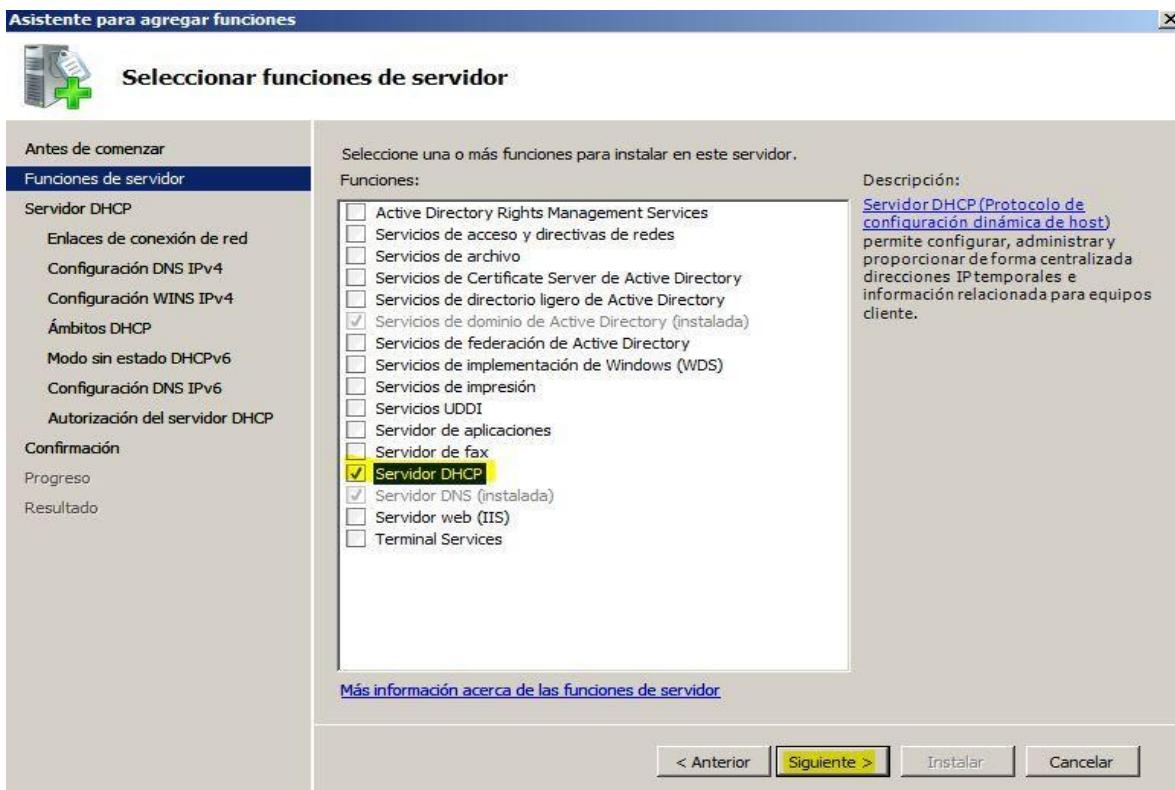 Asistente para agregar funciones
Seleccionar funciones de servidor
Antes de comenzar
Funciones de servidor
Servidor DHCP
Enlaces de conexión de red
Configuración DNS IPv4
Configuración WINS IPv4
Ámbitos DHCP
Modo sin estado DHCPv6
Configuración DNS IPv6
Autorización del servidor DHCP
Confirmación
Progreso
Resultado
Seleccione una o más funciones para instalar en este servidor.
Funciones:
Active Directory Rights Management Services
Servicios de acceso y directivas de redes
Servicios de archivo
Servicios de Certificate Server de Active Directory
Servicios de directorio ligero de Active Directory
Servicios de dominio de Active Directory (instalada)
Servicios de federación de Active Directory
Servicios de implementación de Windows (WDS)
Servicios de impresión
Servicios UDDI
Servidor de aplicaciones
Servidor de fax
Servidor DHCP
Servidor DNS (instalada)
Servidor web (IIS)
Terminal Services
Más información acerca de las funciones de servidor
Descripción:
Servidor DHCP (Protocolo de
configuración dinámica de host)
permite configurar, administrar y
proporcionar de forma centralizada
direcciones IP temporales e
información relacionada para equipos
cliente.
< Anterior
Siguiente >
Instalar
Cancelar